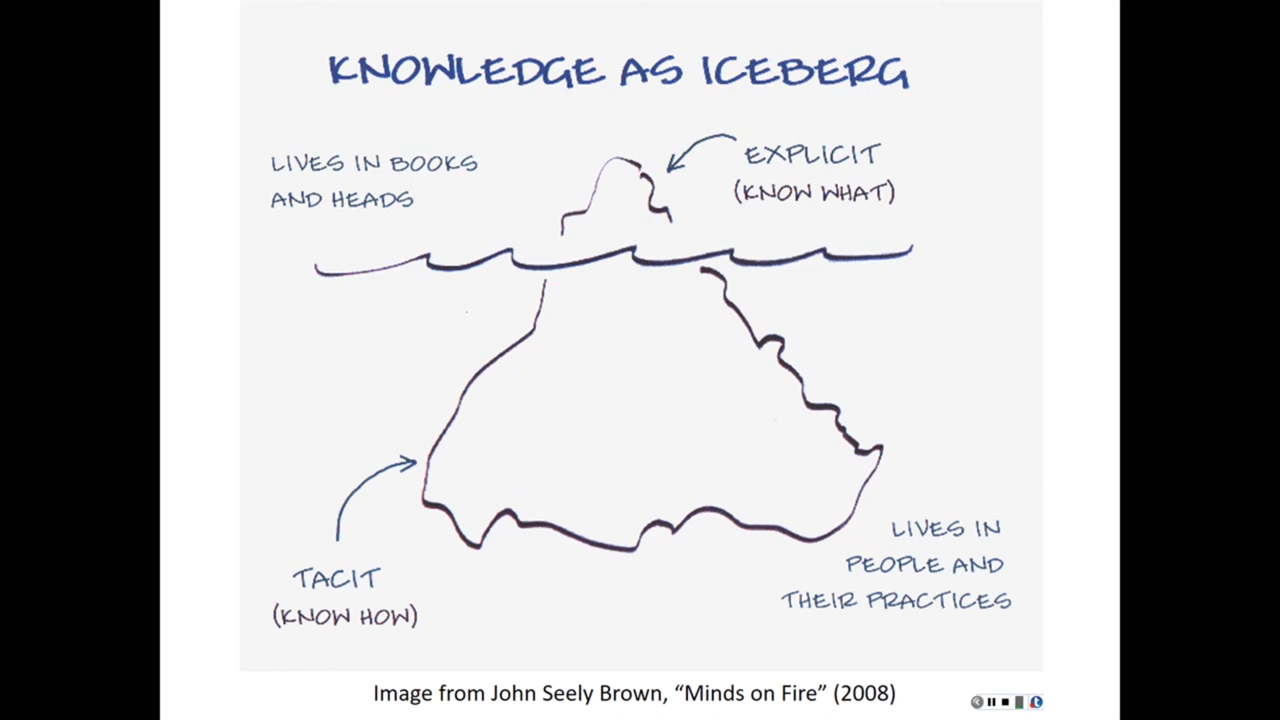 KNOWLEDGE AS ICEBERG
LIVES IN BOOKS
AND HEADS
EXPLICIT
(KNOW WHAT)
TACIT
(KNOW HOW)
LIVES IN
PEOPLE AND
THEIR PRACTICES
Image from John Seely Brown, “Minds on Fire” (2008)